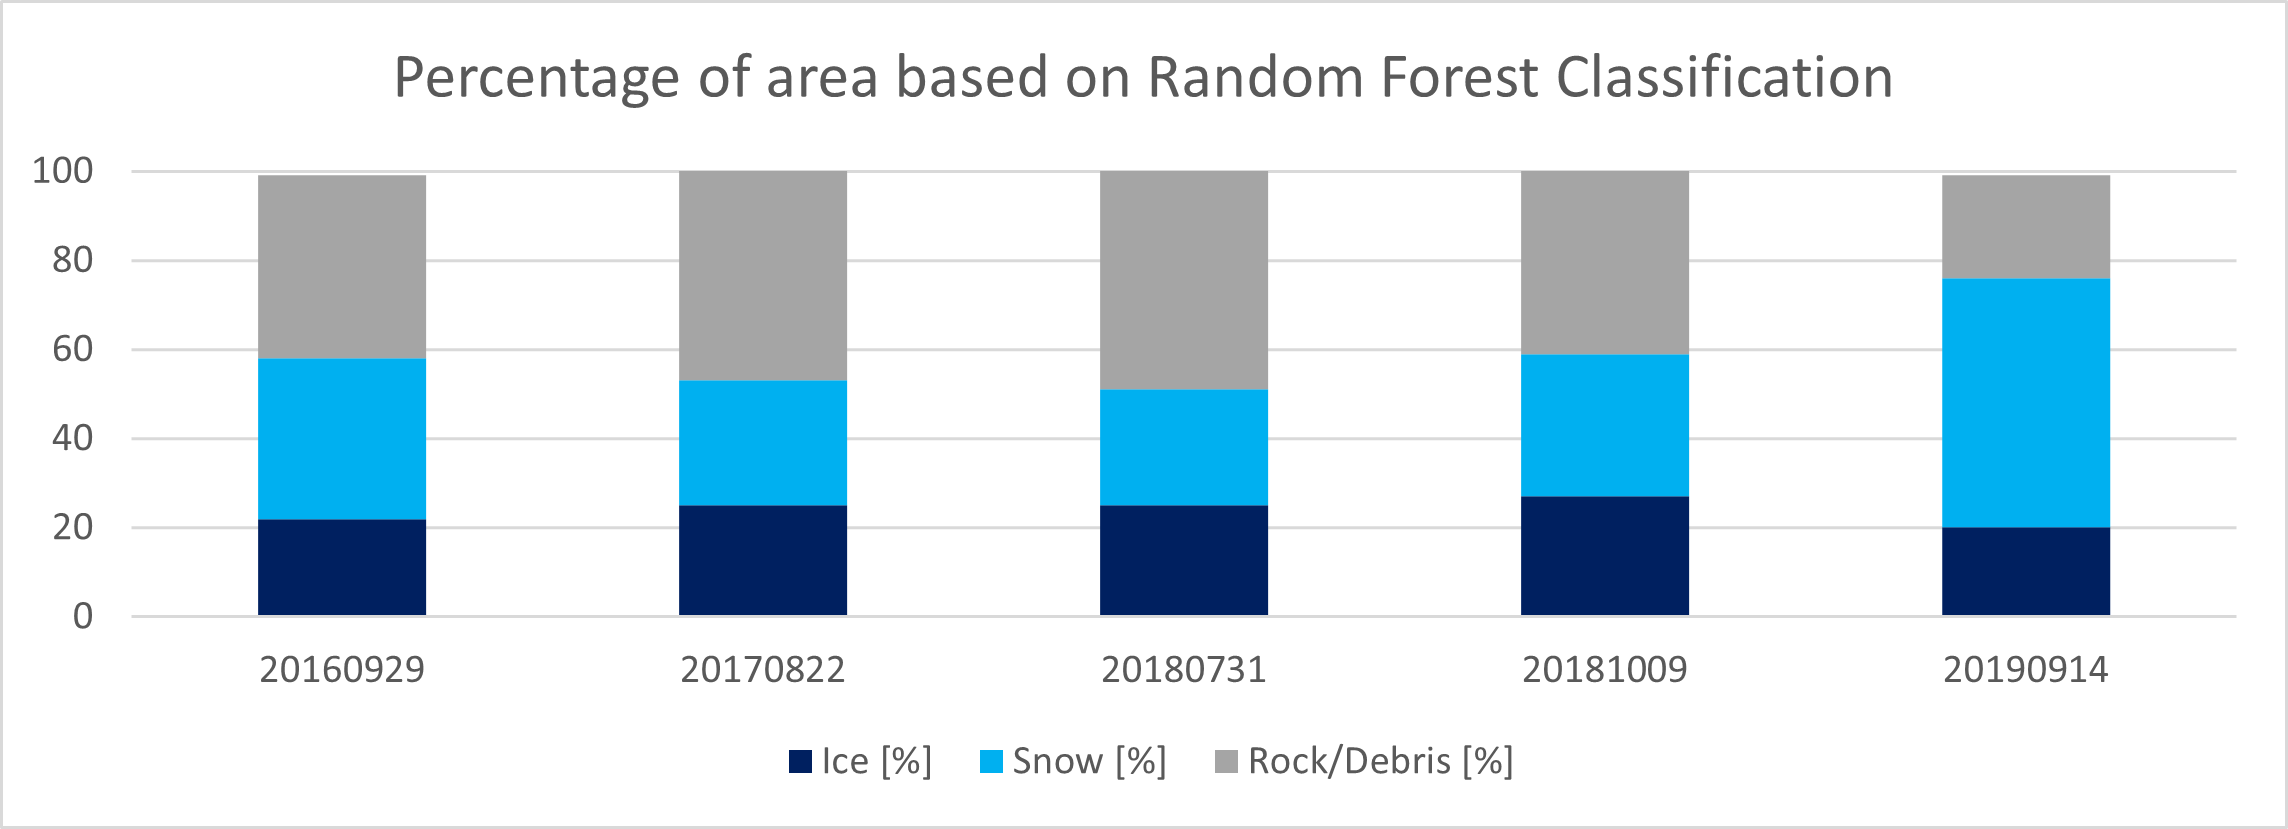 Percentage of area based on Random Forest Classification
100
80
60
40
20
0
20160929 20170822 20180731 20181009 20190914
Ice [%] Snow [%] Rock/Debris [%]